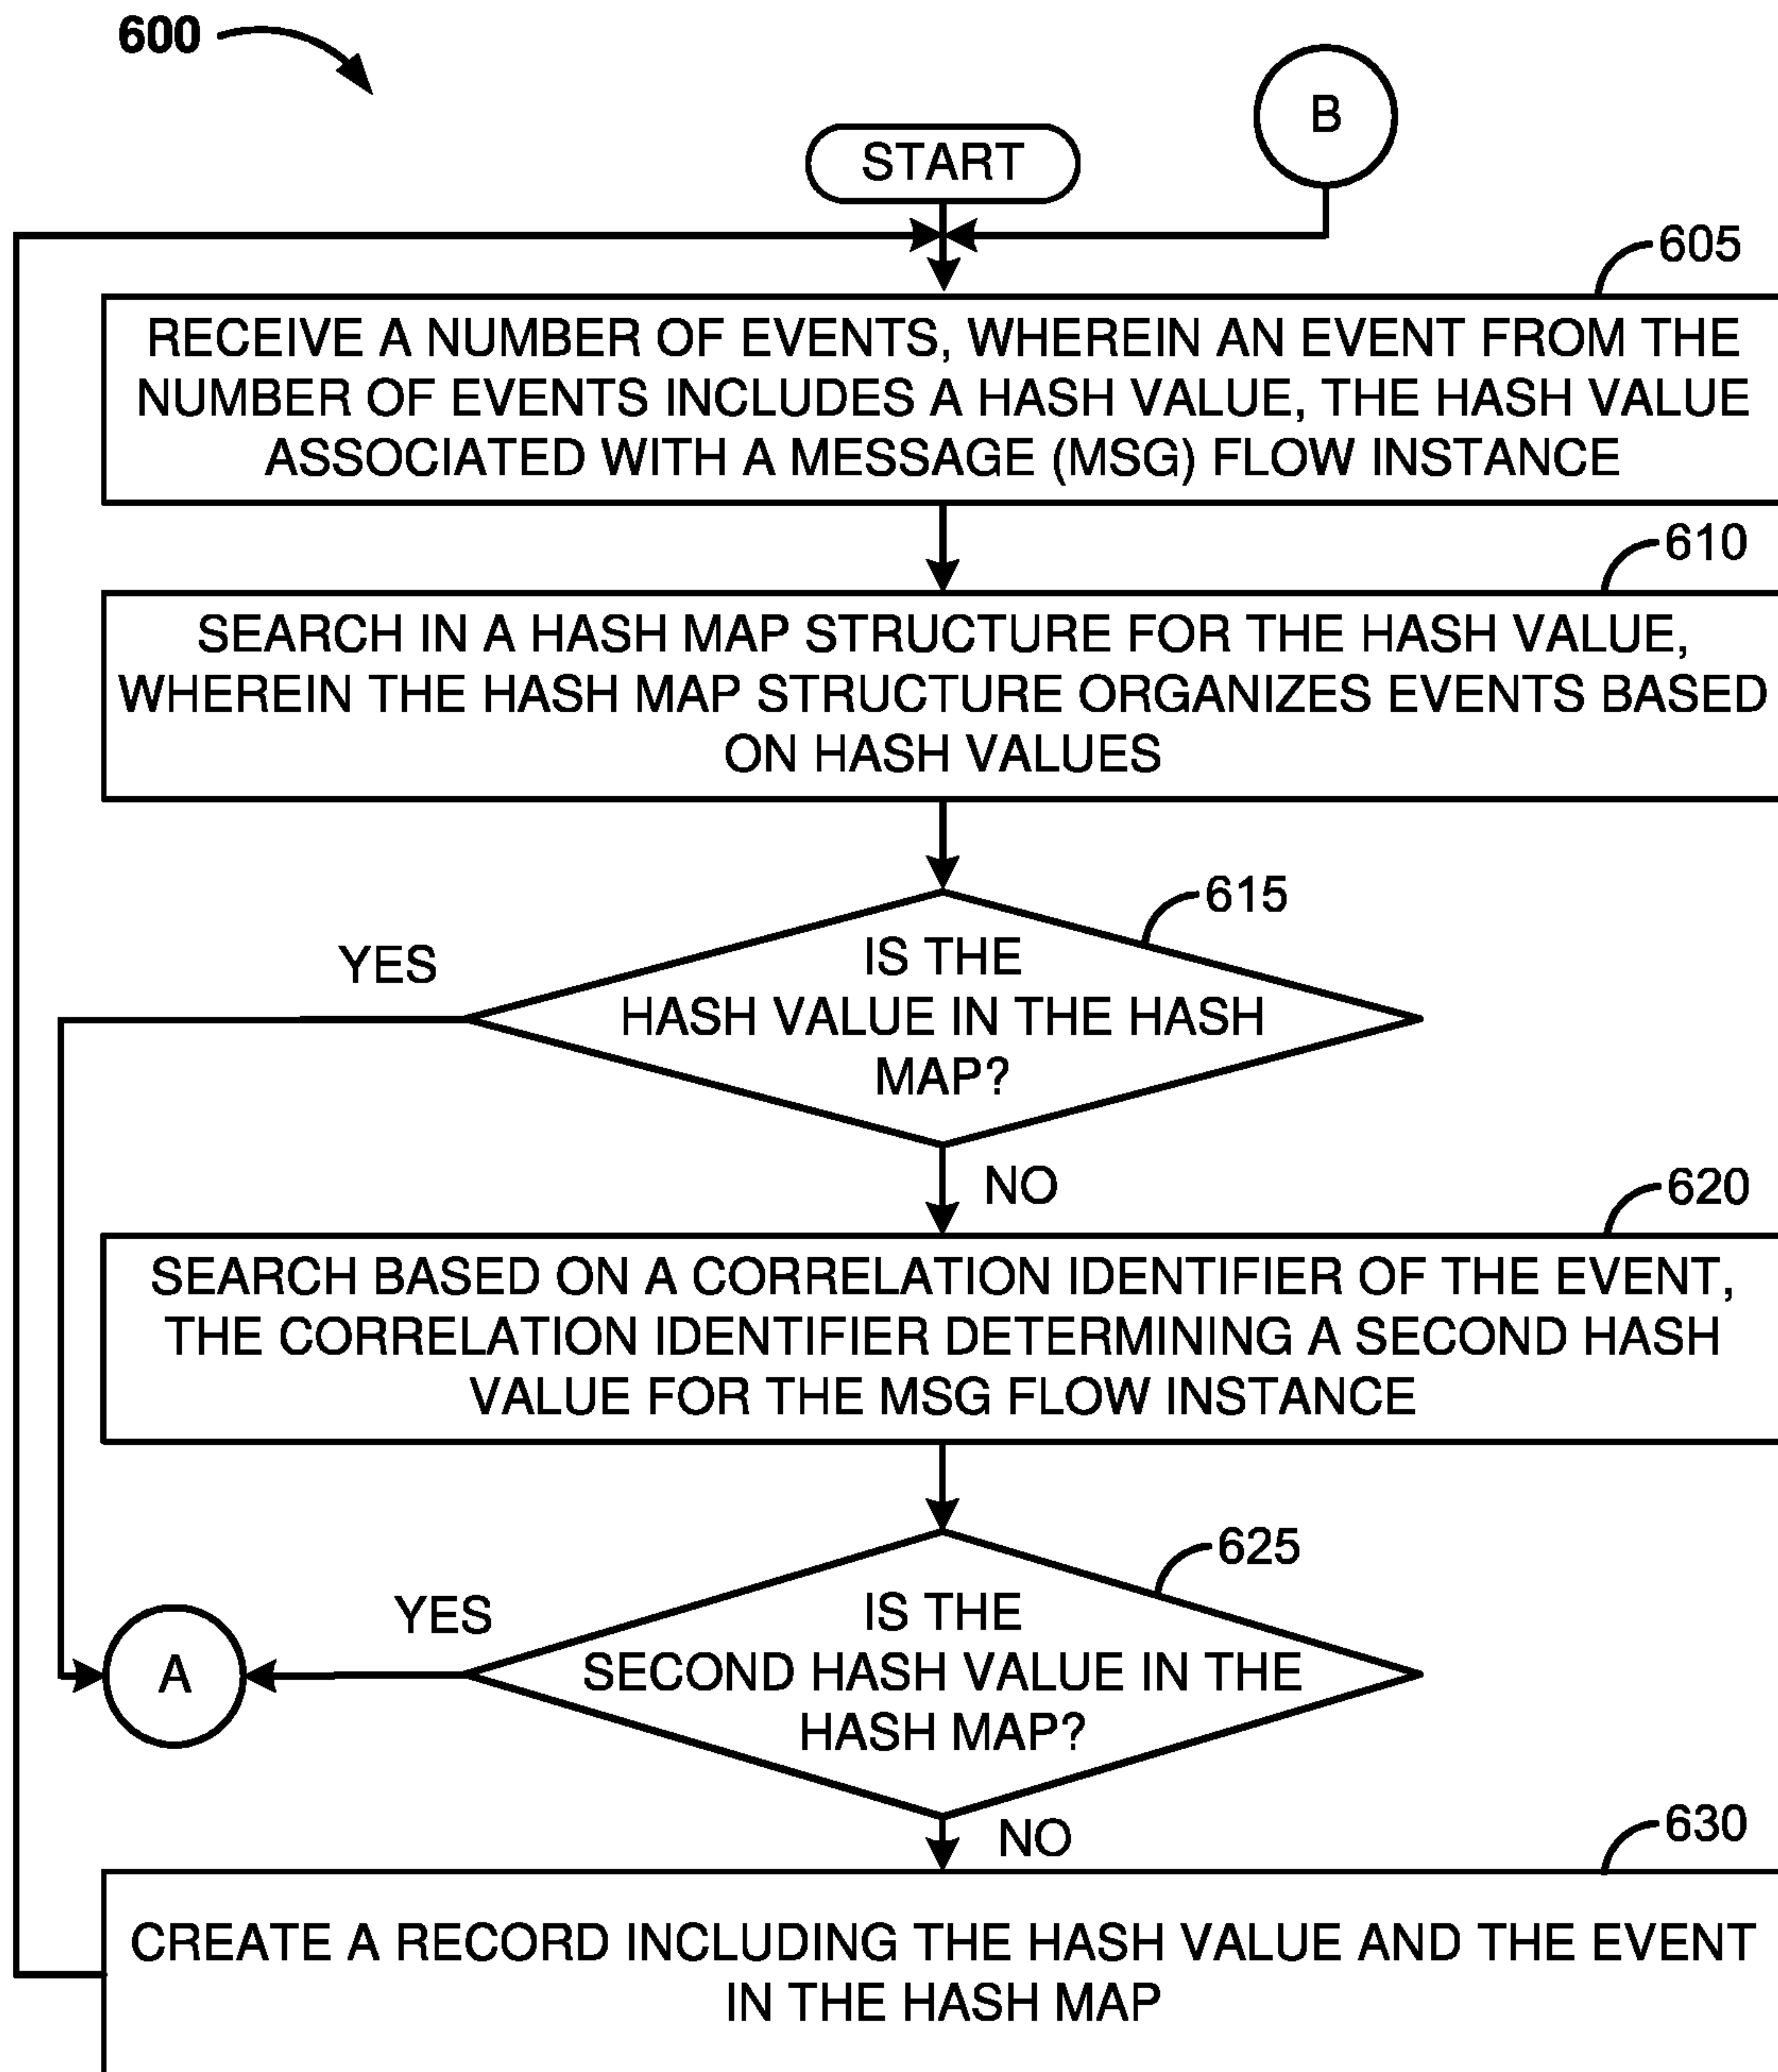 600
B
START
605
RECEIVE A NUMBER OF EVENTS, WHEREIN AN EVENT FROM THE
NUMBER OF EVENTS INCLUDES A HASH VALUE, THE HASH VALUE
ASSOCIATED WITH A MESSAGE (MSG) FLOW INSTANCE
610
SEARCH IN A HASH MAP STRUCTURE FOR THE HASH VALUE,
WHEREIN THE HASH MAP STRUCTURE ORGANIZES EVENTS BASED
ON HASH VALUES
615
YES
IS THE
HASH VALUE IN THE HASH
MAP?
NO
620
SEARCH BASED ON A CORRELATION IDENTIFIER OF THE EVENT,
THE CORRELATION IDENTIFIER DETERMINING A SECOND HASH
VALUE FOR THE MSG FLOW INSTANCE
625
YES
IS THE
SECOND HASH VALUE IN THE
HASH MAP?
A
NO
630
CREATE A RECORD INCLUDING THE HASH VALUE AND THE EVENT
IN THE HASH MAP